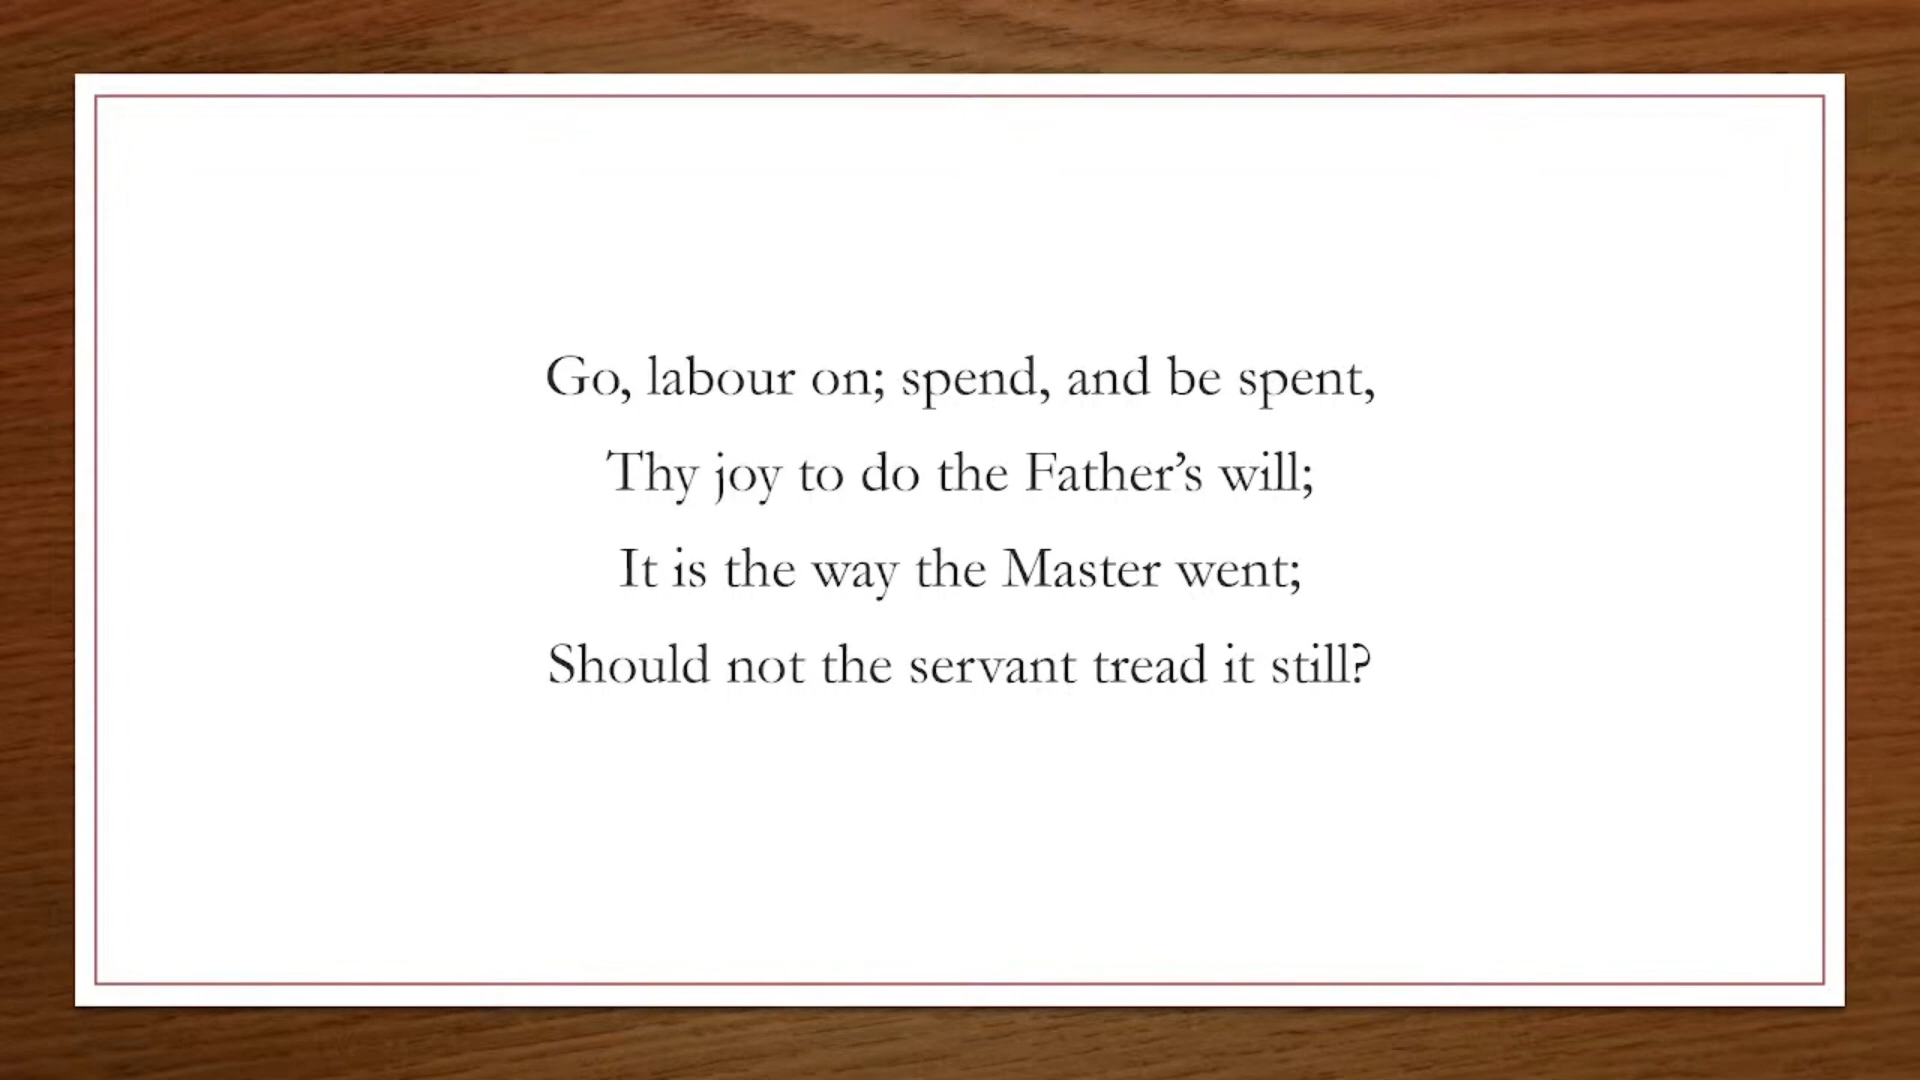 Go, labour on; spend, and be spent,
Thy joy to do the Father’s will;
It is the way the Master went;
Should not the servant tread it still?